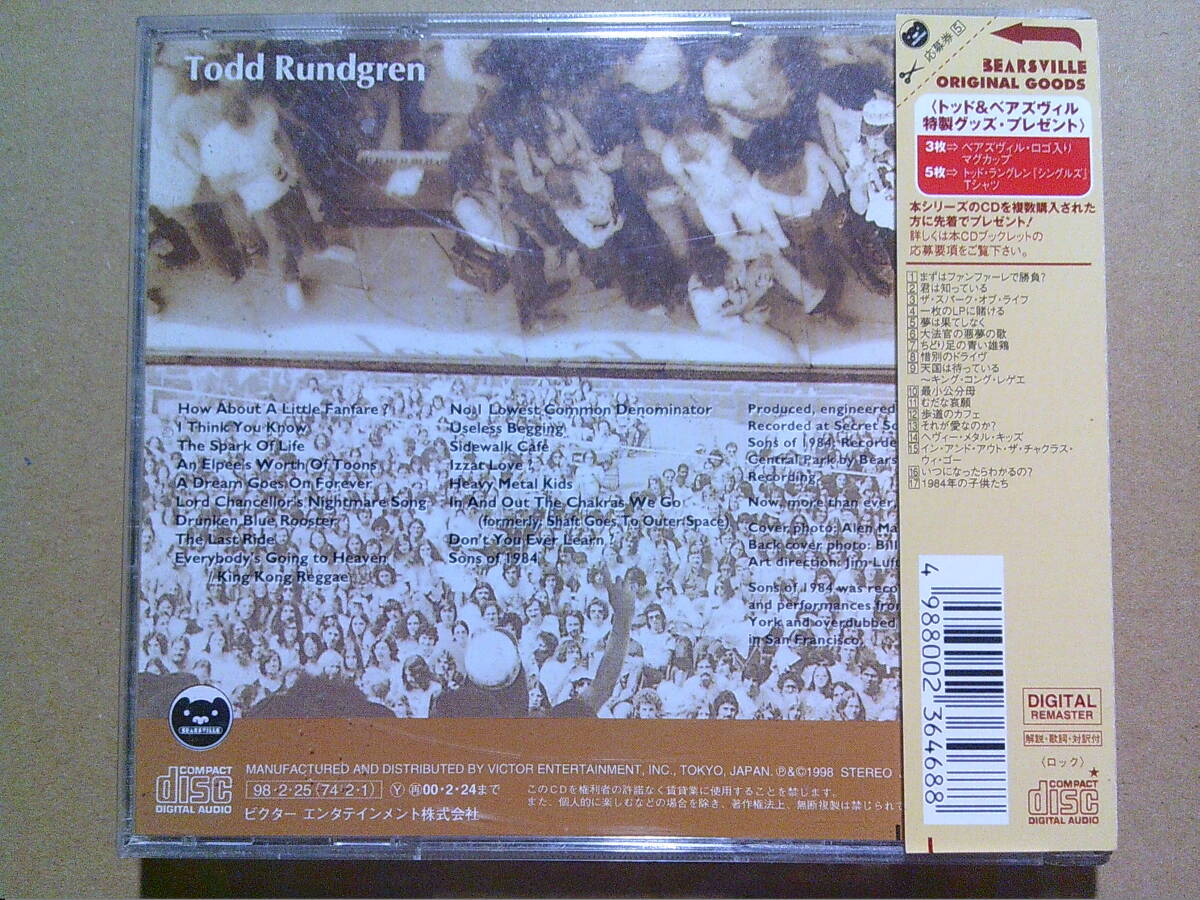 Todd Rundgren
How About A Little Fanfare?
I Think You Know
The Spark Of Life
An Elpee's Worth Of Toons
A Dream Goes On Forever
Lord Chancellor's Nightmare Song
Drunken Blue Rooster
The Last Ride
Everybody's Going to Heaven
/King Kong Reggae
No.1 Lowest Common Denominator
Useless Begging
Sidewalk Café
Izzat Love?
Heavy Metal Kids
In And Out The Chakras We Go
(formerly, Shaft Goes To Outer Space)
Don't You Ever Learn?
Sons of 1984
Produced, engineered
Recorded at Secret
Sons of 1984: Recorde
Central Park by Bears
Recording.
Now, more than ever
Cover photo: Alen Ma
Back cover photo: Bill
Art direction: Jim Luf
Sons of 1984 was reco
and performances from
York and overdubbed
in San Francisco.
BEARSVILLE
COMPACT
disc
DIGITAL AUDIO
MANUFACTURED AND DISTRIBUTED BY VICTOR ENTERTAINMENT, INC., TOKYO, JAPAN. ℗&©1998 STEREO
98・2・25 (74・2・1) Ⓨ 再00・2・24まで
ビクター エンタテインメント株式会社
このCDを権利者の許諾なく賃貸業に使用することを禁じます。
また、個人的に楽しむなどの場合を除き、著作権法上、無断複製は禁じられて
応募券 5
BEARSVILLE
ORIGINAL GOODS
〈トッド&ベアズヴィル
特製グッズ・プレゼント〉
3枚⇒ ベアズヴィル・ロゴ入り
マグカップ
5枚⇒ トッド・ラングレン「シングルズ」
Tシャツ
本シリーズのCDを複数購入された
方に先着でプレゼント!
詳しくは本CDブックレットの
応募要項をご覧下さい。
1 まずはファンファーレで勝負?
2 君は知っている
3 ザ・スパーク・オブ・ライフ
4 一枚のLPに賭ける
5 夢は果てしなく
6 大法官の悪夢の歌
7 ちどり足の青い雄鶏
8 惜別のドライヴ
9 天国は待っている
〜キング・コング・レゲエ
10 最小公分母
11 むだな哀願
12 歩道のカフェ
13 それが愛なのか?
14 ヘヴィー・メタル・キッズ
15 イン・アンド・アウト・ザ・チャクラス・
ウィ・ゴー
16 いつになったらわかるの?
17 1984年の子供たち
4 988002 364688
DIGITAL
REMASTER
解説・歌詞・対訳付
〈ロック〉
COMPACT
disc
DIGITAL AUDIO